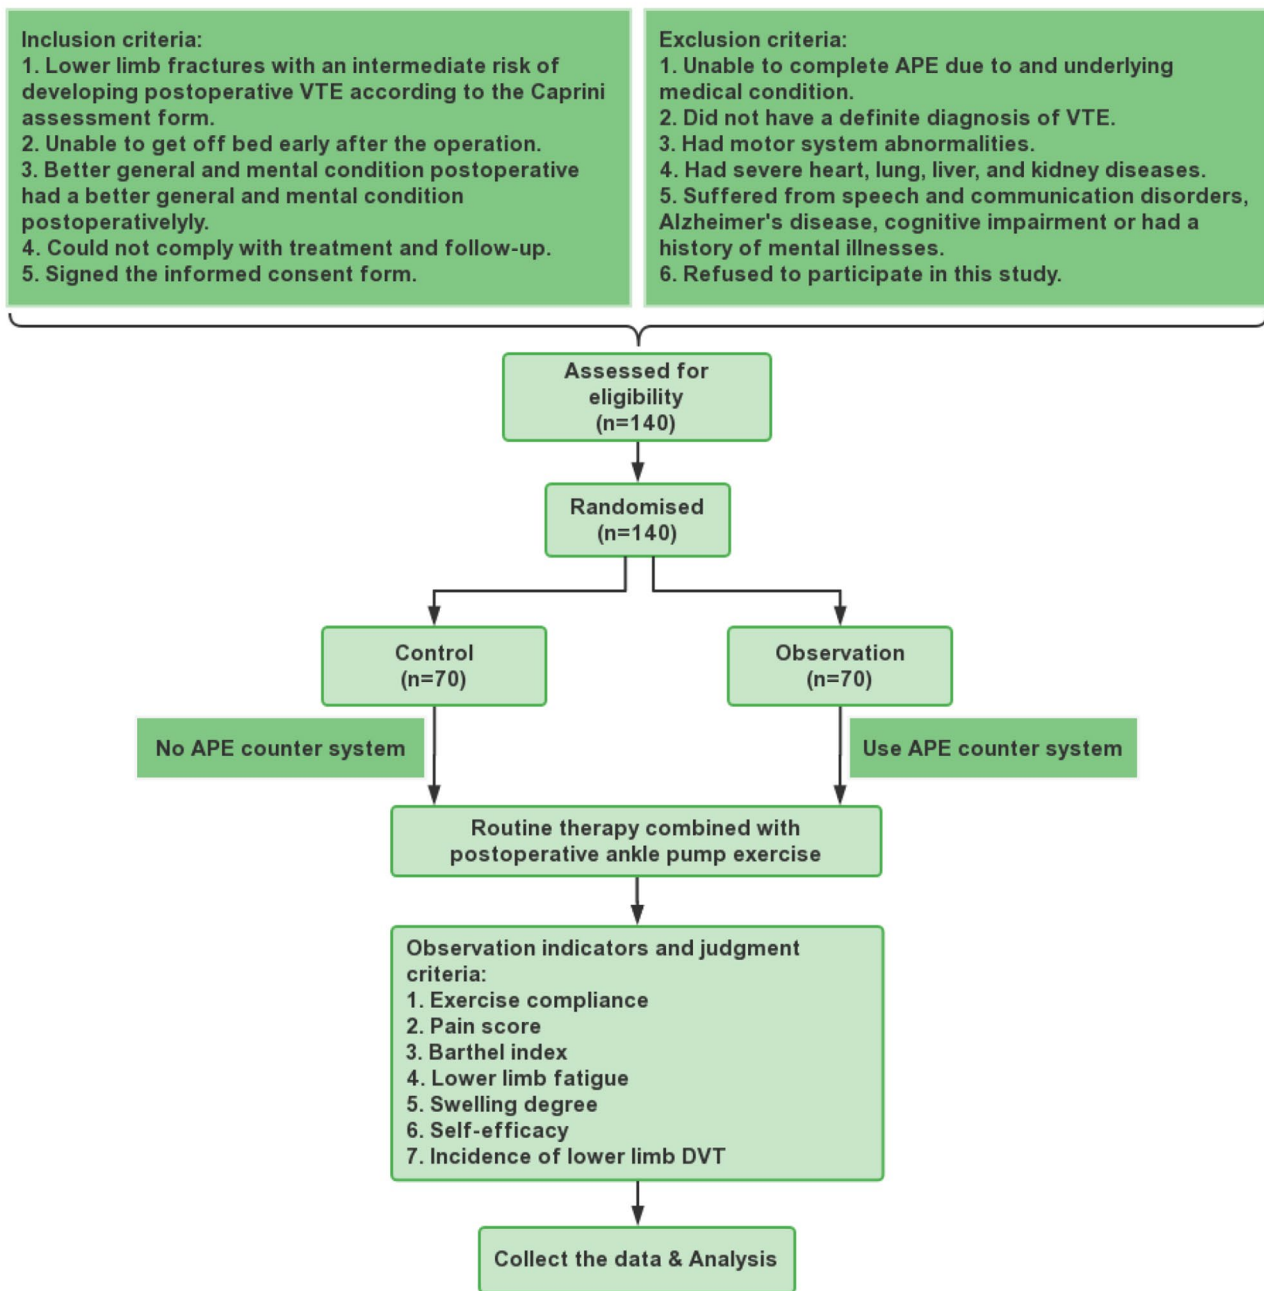 Inclusion criteria:
1. Lower limb fractures with an intermediate risk of
developing postoperative VTE according to the Caprini
assessment form.
2. Unable to get off bed early after the operation.
3. Better general and mental condition postoperative
had a better general and mental condition
postoperativelyly.
4. Could not comply with treatment and follow-up.
5. Signed the informed consent form.
Exclusion criteria:
1. Unable to complete APE due to and underlying
medical condition.
2. Did not have a definite diagnosis of VTE.
3. Had motor system abnormalities.
4. Had severe heart, lung, liver, and kidney diseases.
5. Suffered from speech and communication disorders,
Alzheimer's disease, cognitive impairment or had a
history of mental illnesses.
6. Refused to participate in this study.
Assessed for
eligibility
(n=140)
Randomised
(n=140)
Control
(n=70)
Observation
(n=70)
No APE counter system
Use APE counter system
Routine therapy combined with
postoperative ankle pump exercise
Observation indicators and judgment
criteria:
1. Exercise compliance
2. Pain score
3. Barthel index
4. Lower limb fatigue
5. Swelling degree
6. Self-efficacy
7. Incidence of lower limb DVT
Collect the data & Analysis